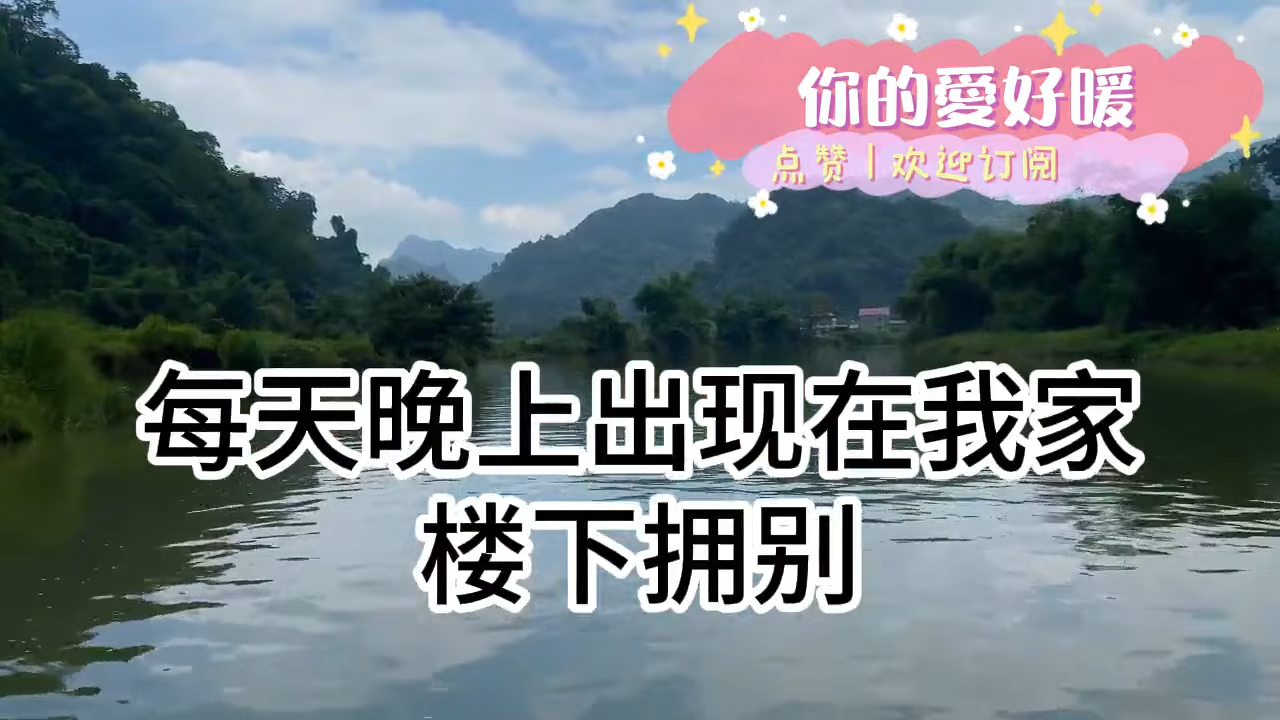 你的愛好暖
点赞|欢迎订阅
每天晚上出现在我家
楼下拥别